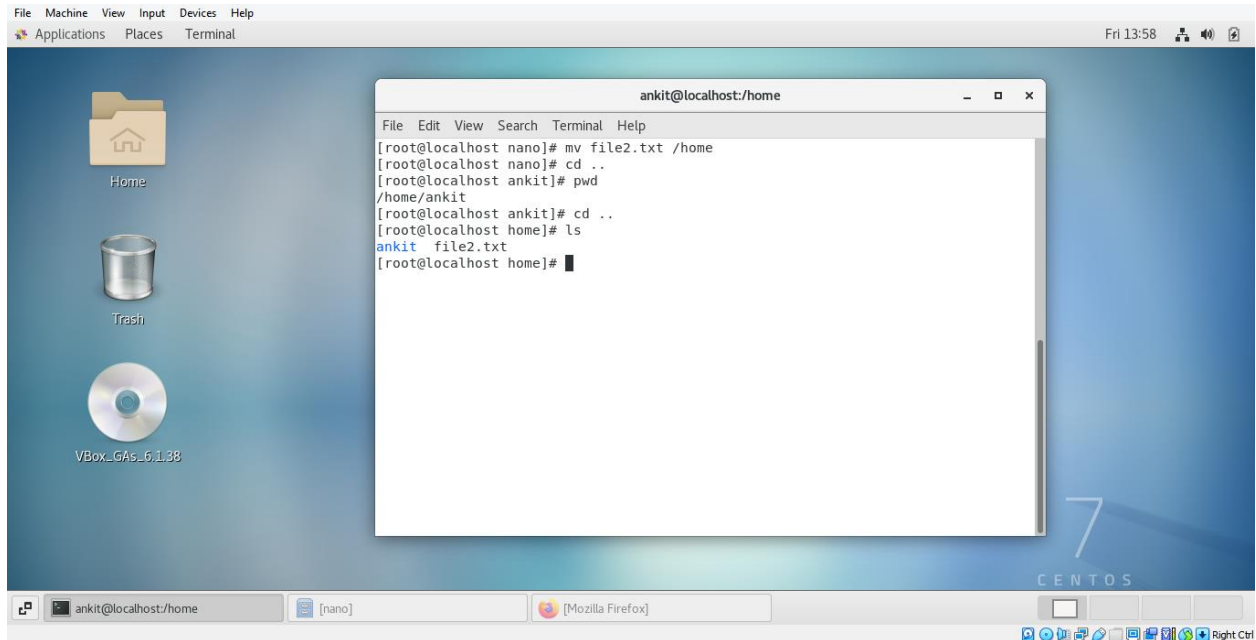 File Machine View Input Devices Help
Applications Places Terminal Fri 13:58
ankit@localhost:/home
File Edit View Search Terminal Help
[root@localhost nano]# mv file2.txt /home
[root@localhost nano]# cd ..
[root@localhost ankit]# pwd
/home/ankit
[root@localhost ankit]# cd ..
[root@localhost home]# ls
ankit file2.txt
[root@localhost home]#
Home
Trash
VBox_GAs_6.1.38
7
CENTOS
ankit@localhost:/home [nano] [Mozilla Firefox]
Right Ctrl